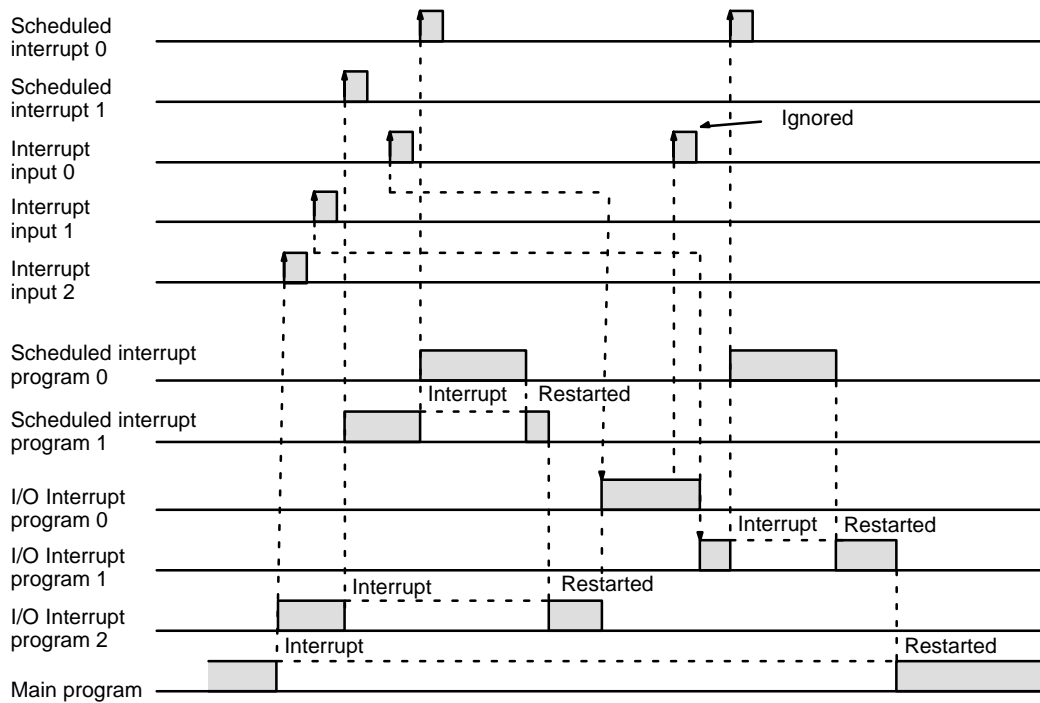 Scheduled
interrupt 0
Scheduled
interrupt 1
Ignored
Interrupt
input 0
Interrupt
input 1
Interrupt
input 2
Scheduled interrupt
program 0
Interrupt
Restarted
Scheduled interrupt
program 1
I/O Interrupt
program 0
Interrupt
Restarted
I/O Interrupt
program 1
Interrupt
Restarted
I/O Interrupt
program 2
Interrupt
Restarted
Main program